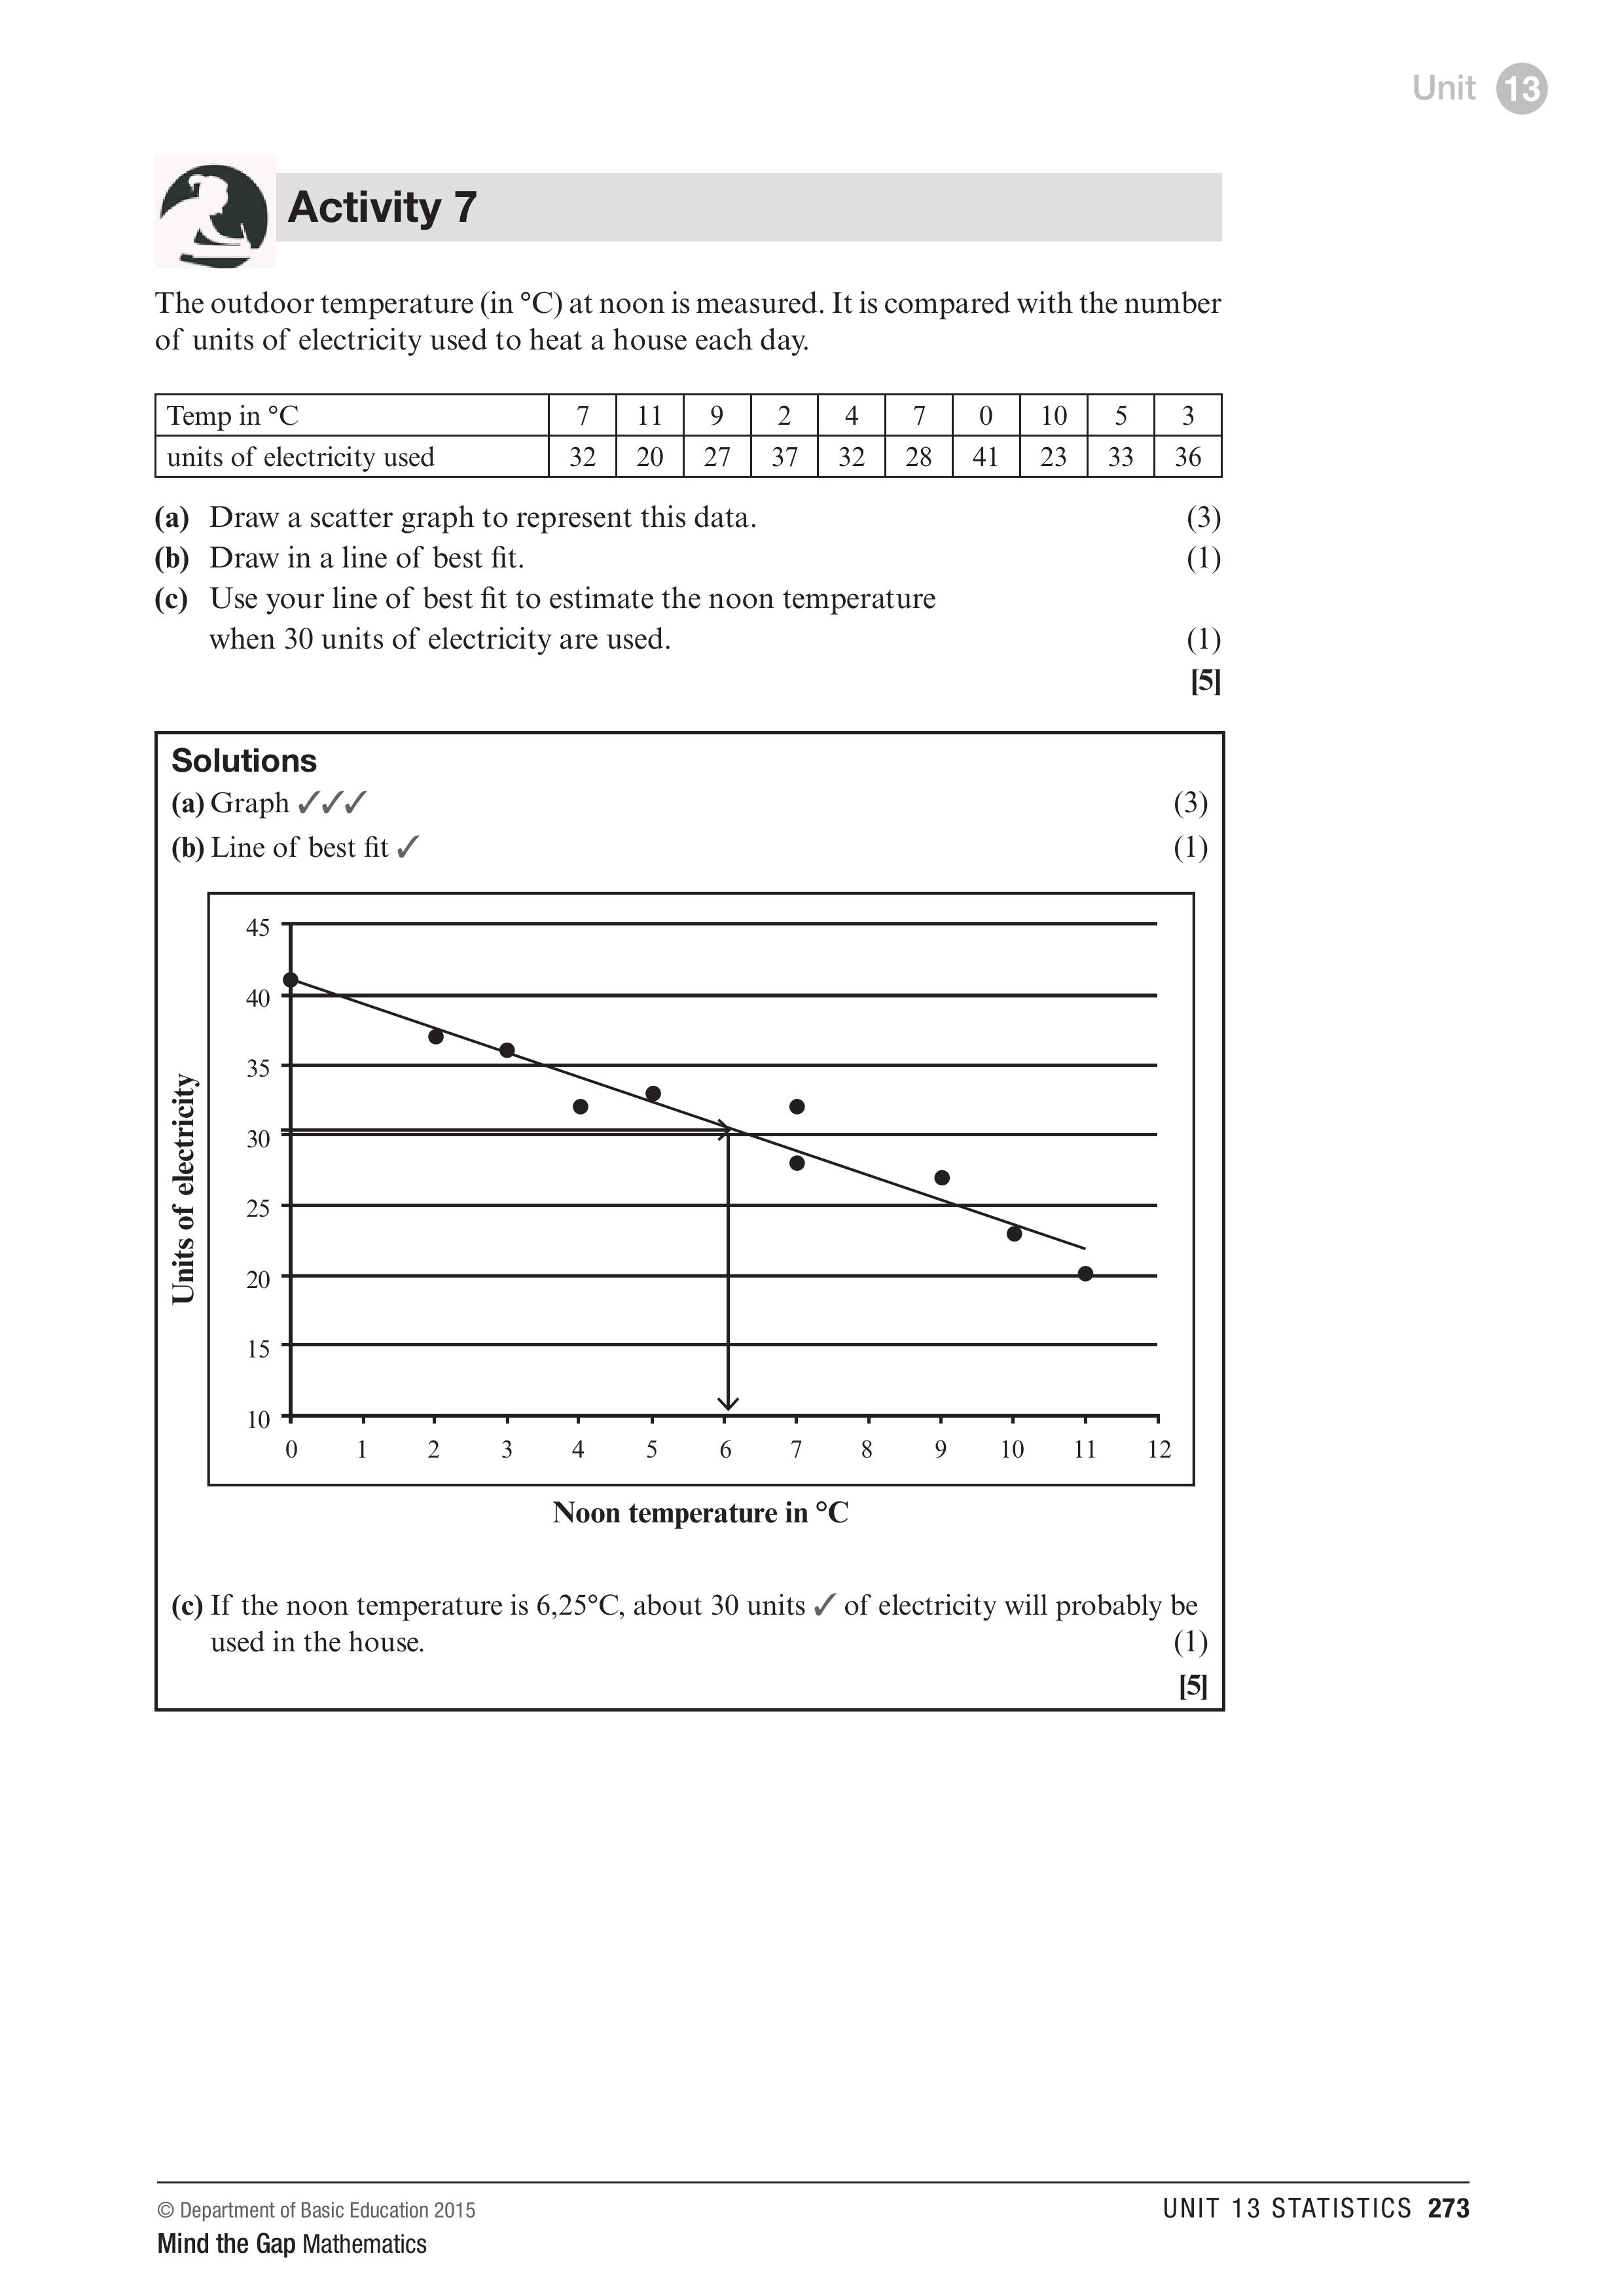 Unit 13
Activity 7
The outdoor temperature (in °C) at noon is measured. It is compared with the number
of units of electricity used to heat a house each day.
Temp in °C 7 11 9 2 4 7 0 10 5 3
units of electricity used 32 20 27 37 32 28 41 23 33 36
(a) Draw a scatter graph to represent this data. (3)
(b) Draw in a line of best fit. (1)
(c) Use your line of best fit to estimate the noon temperature
when 30 units of electricity are used. (1)
[5]
Solutions
(a) Graph ✓✓✓ (3)
(b) Line of best fit ✓ (1)
45
40
35
30
25
20
15
10
Units of electricity
0 1 2 3 4 5 6 7 8 9 10 11 12
Noon temperature in °C
(c) If the noon temperature is 6,25°C, about 30 units ✓ of electricity will probably be
used in the house. (1)
[5]
© Department of Basic Education 2015 UNIT 13 STATISTICS 273
Mind the Gap Mathematics